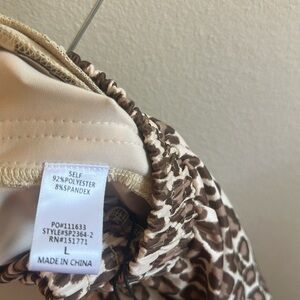 SELF
92%POLYESTER
8%SPANDEX
PO#111633
STYLE#SP2364-2
RN#151771
L
MADE IN CHINA